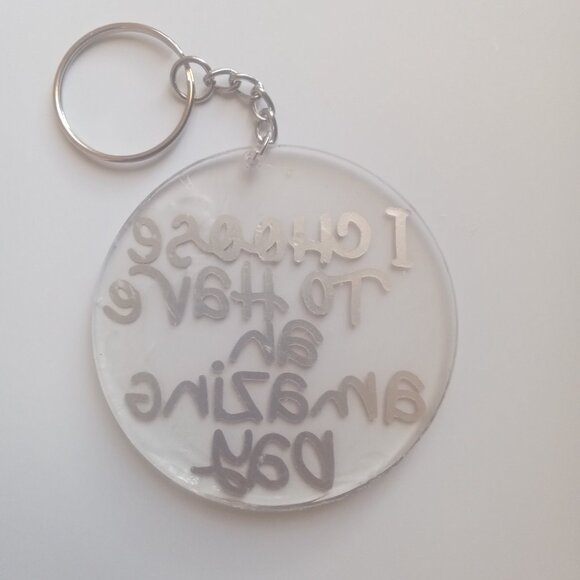 I CHOOSE
TO HAVE
an
amazing
Day